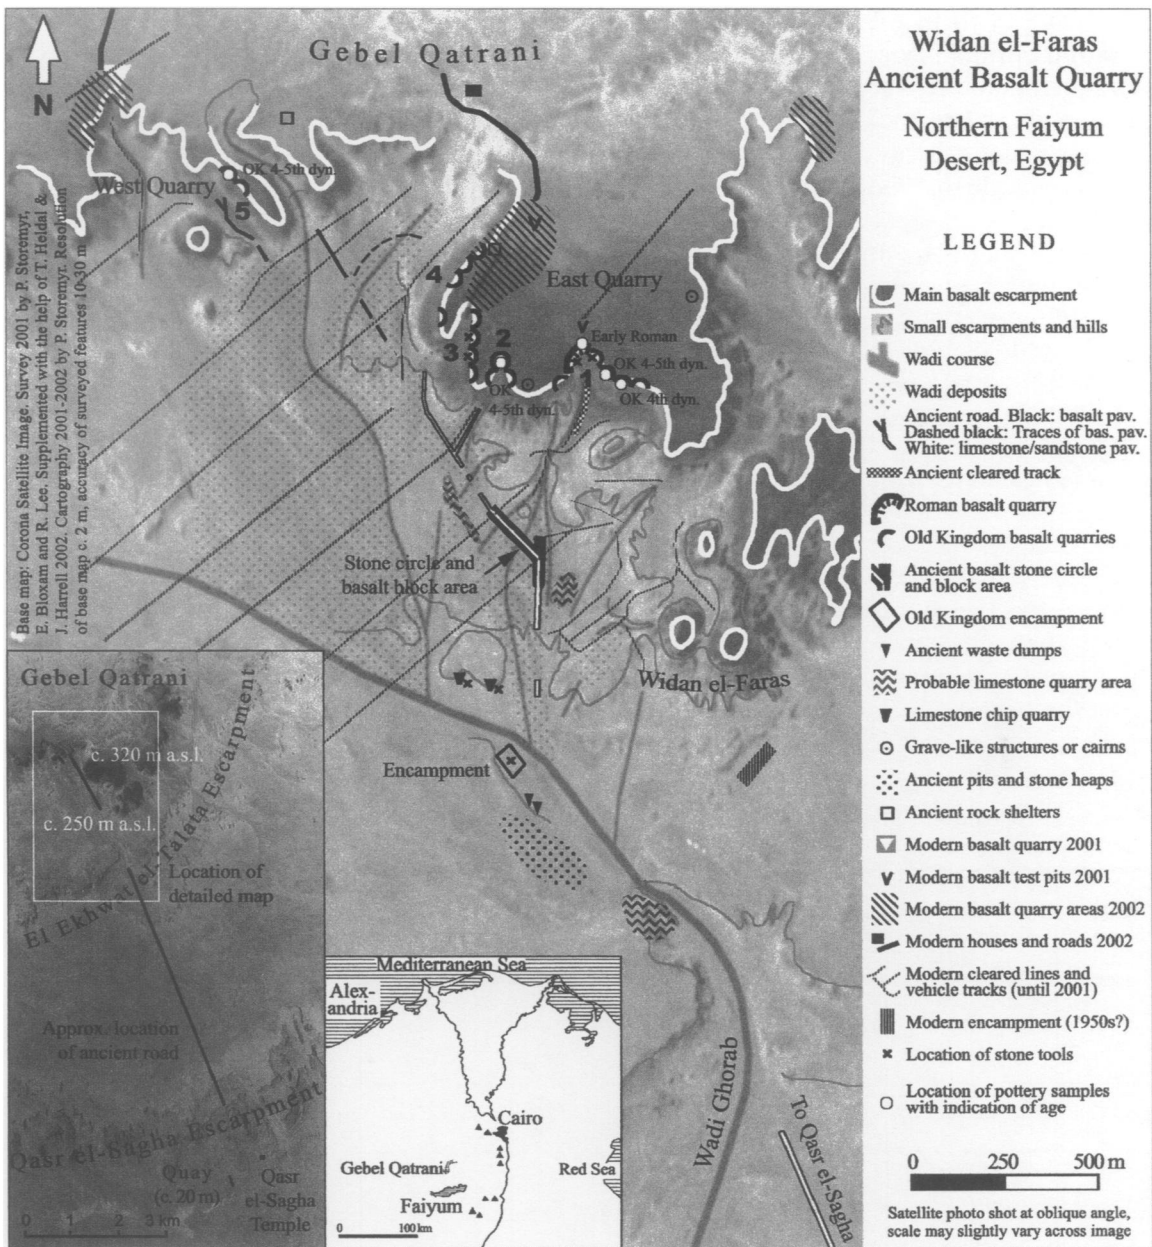 Widan el-Faras
Ancient Basalt Quarry
Northern Faiyum
Desert, Egypt
LEGEND
Main basalt escarpment
Small escarpments and hills
Wadi course
Wadi deposits
Ancient road. Black: basalt pav.
Dashed black: Traces of bas. pav.
White: limestone/sandstone pav.
Ancient cleared track
Roman basalt quarry
Old Kingdom basalt quarries
Ancient basalt stone circle
and block area
Old Kingdom encampment
Ancient waste dumps
Probable limestone quarry area
Limestone chip quarry
Grave-like structures or cairns
Ancient pits and stone heaps
Ancient rock shelters
Modern basalt quarry 2001
Modern basalt test pits 2001
Modern basalt quarry areas 2002
Modern houses and roads 2002
Modern cleared lines and
vehicle tracks (until 2001)
Modern encampment (1950s?)
Location of stone tools
Location of pottery samples
with indication of age
0 250 500 m
Satellite photo shot at oblique angle,
scale may slightly vary across image
N
Gebel Qatrani
OK 4-5th dyn.
West Quarry
5
4
East Quarry
3
2
Early Roman
OK 4-5th dyn.
1
OK 4th dyn.
OK
4-5th dyn.
Stone circle and
basalt block area
Widan el-Faras
Encampment
Wadi Ghorab
To Qasr el-Sagha
Base map: Corona Satellite Image. Survey 2001 by P. Storemyr,
E. Bloxam and R. Lee. Supplemented with the help of T. Heldal &
J. Harrell 2002. Cartography 2001-2002 by P. Storemyr. Resolution
of base map c. 2 m, accuracy of surveyed features 10-30 m
Gebel Qatrani
c. 320 m a.s.l.
c. 250 m a.s.l.
El Ekhwat el-Talata Escarpment
Location of
detailed map
Approx. location
of ancient road
Qasr el-Sagha Escarpment
Quay
(c. 20 m)
Qasr
el-Sagha
Temple
0 1 2 3 km
Mediterranean Sea
Alex-
andria
Cairo
Gebel Qatrani
Red Sea
Faiyum
0 100 km